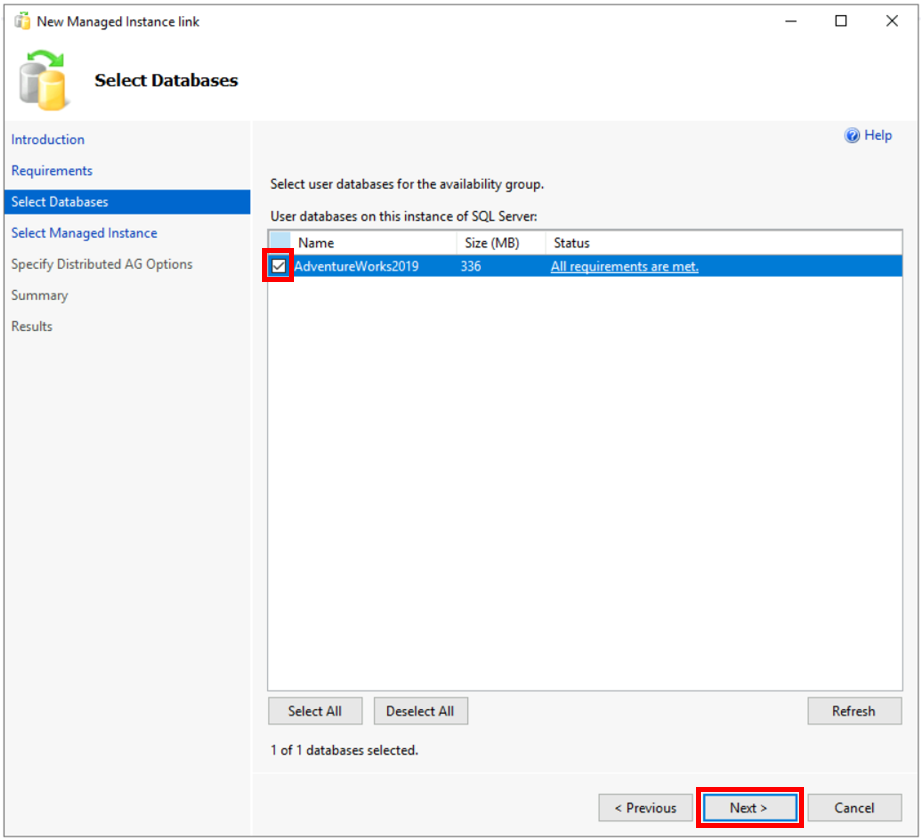 New Managed Instance link
Select Databases
Introduction
Requirements
Select Databases
Select Managed Instance
Specify Distributed AG Options
Summary
Results
Help
Select user databases for the availability group.
User databases on this instance of SQL Server:
Name Size (MB) Status
AdventureWorks2019 336 All requirements are met.
Select All Deselect All Refresh
1 of 1 databases selected.
< Previous Next > Cancel